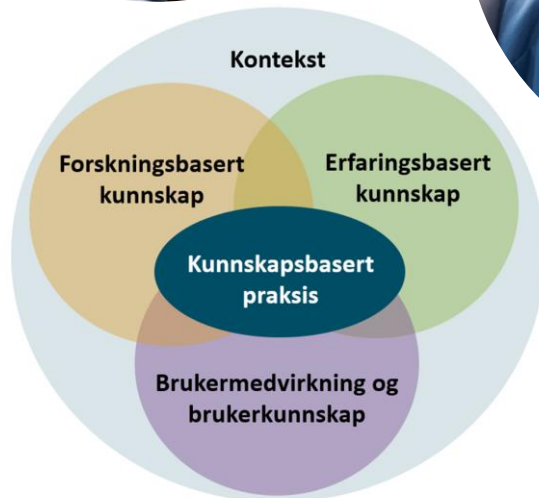 Kontekst
Forskningsbasert
kunnskap
Erfaringsbasert
kunnskap
Kunnskapsbasert
praksis
Brukermedvirkning og
brukerkunnskap